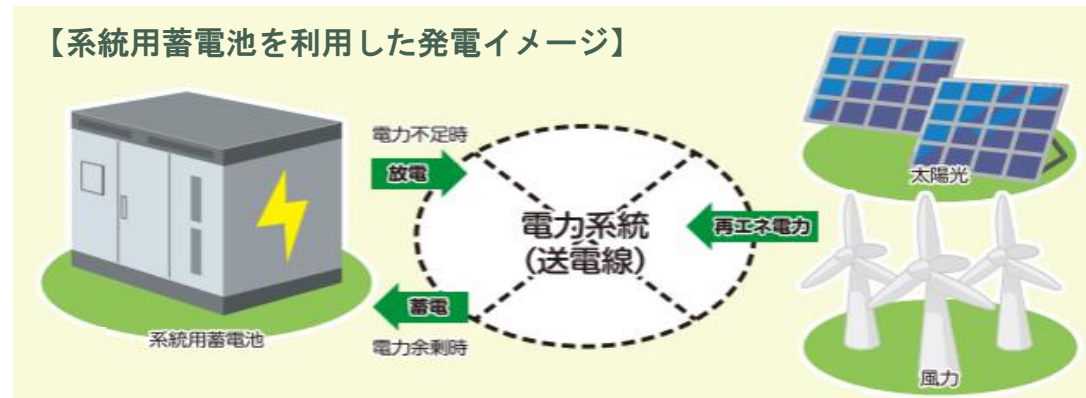 【系統用蓄電池を利用した発電イメージ】
電力不足時
放電
蓄電
電力余剰時
系統用蓄電池
電力系統
(送電線)
再エネ電力
太陽光
風力